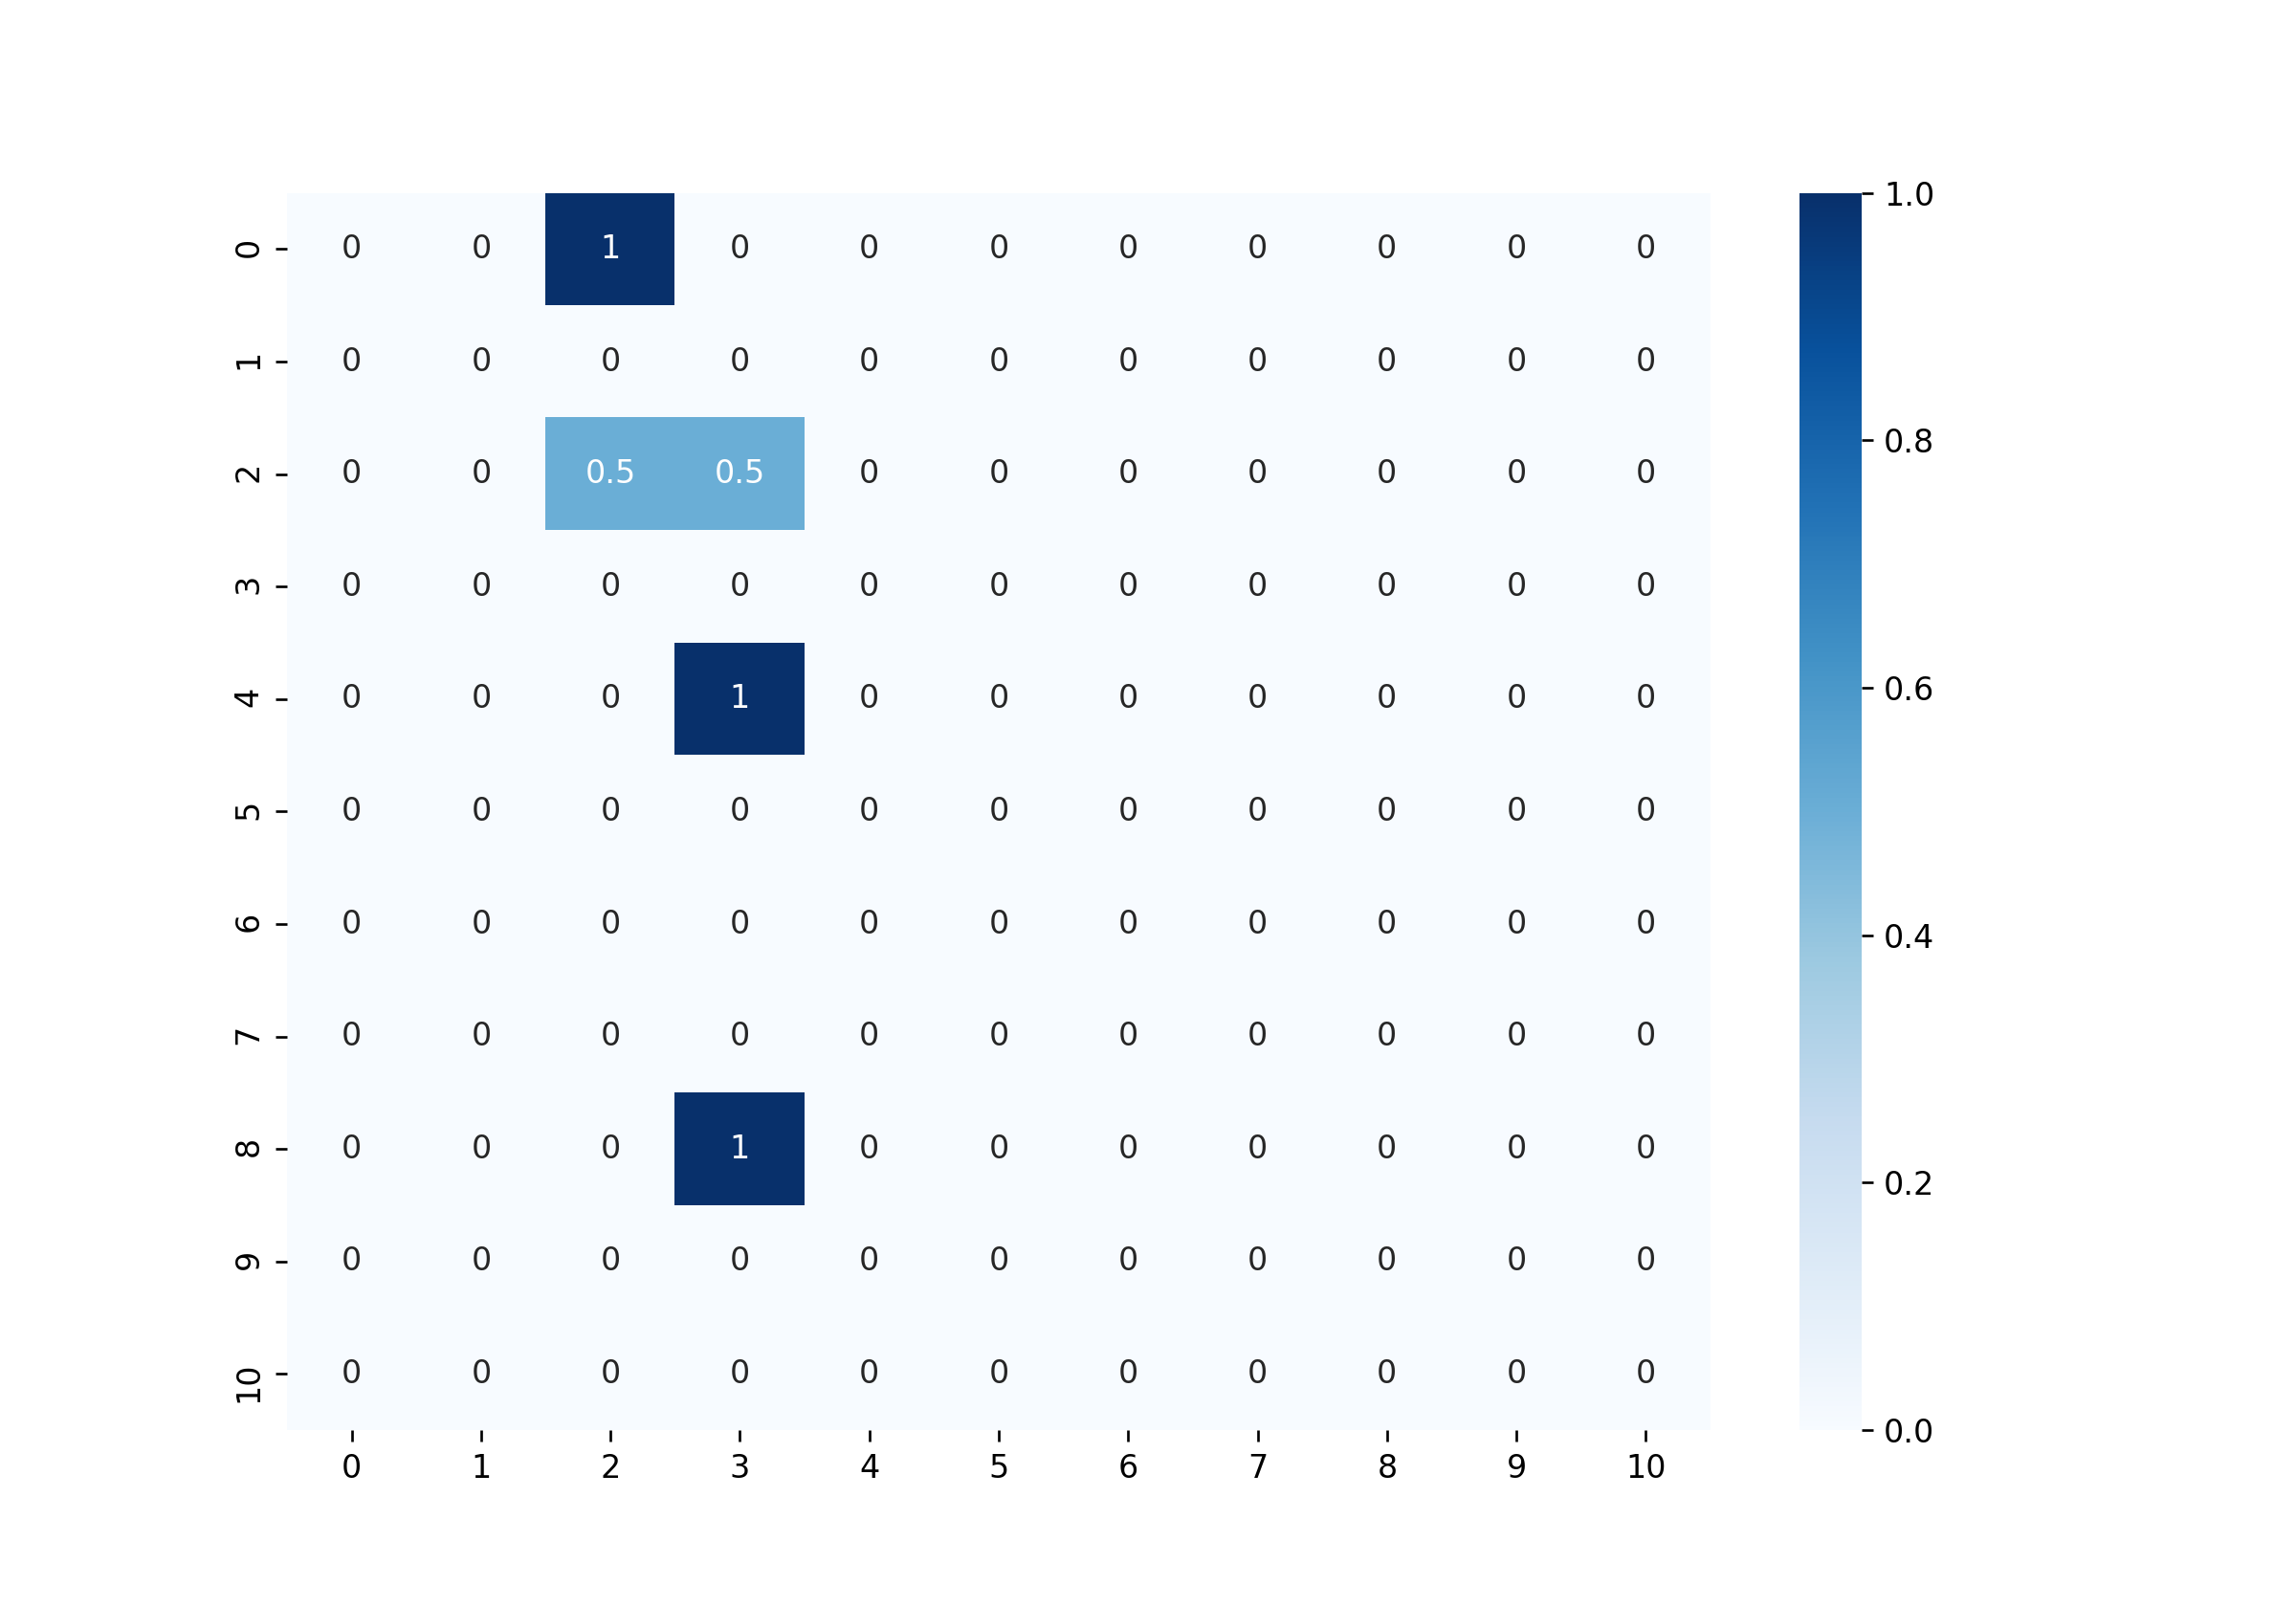 1.0
0 0 0 1 0 0 0 0 0 0 0 0
1 0 0 0 0 0 0 0 0 0 0 0
0.8
2 0 0 0.5 0.5 0 0 0 0 0 0 0
3 0 0 0 0 0 0 0 0 0 0 0
0.6
4 0 0 0 1 0 0 0 0 0 0 0
5 0 0 0 0 0 0 0 0 0 0 0
6 0 0 0 0 0 0 0 0 0 0 0
0.4
7 0 0 0 0 0 0 0 0 0 0 0
8 0 0 0 1 0 0 0 0 0 0 0
0.2
9 0 0 0 0 0 0 0 0 0 0 0
10 0 0 0 0 0 0 0 0 0 0 0
0.0
0 1 2 3 4 5 6 7 8 9 10